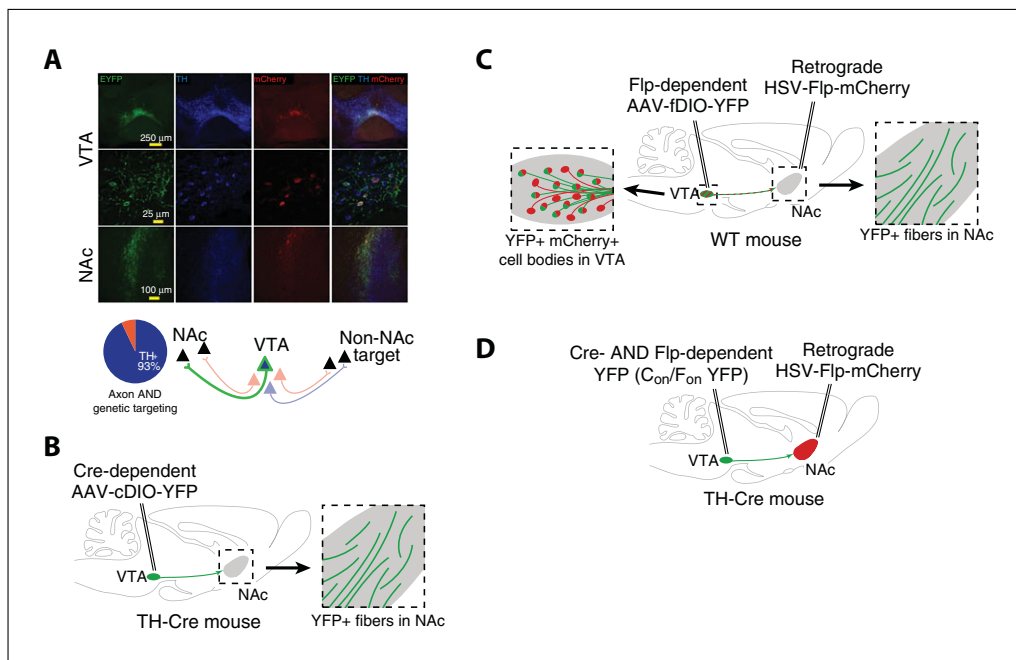 A
EYFP
TH
mCherry
EYFP TH mCherry
VTA
250 μm
25 μm
NAc
100 μm
TH+
93%
Axon AND
genetic targeting
NAc
VTA
Non-NAc
target
B
Cre-dependent
AAV-cDIO-YFP
VTA
NAc
TH-Cre mouse
YFP+ fibers in NAc
C
Flp-dependent
AAV-fDIO-YFP
Retrograde
HSV-Flp-mCherry
VTA
NAc
YFP+ mCherry+
cell bodies in VTA
WT mouse
YFP+ fibers in NAc
D
Cre- AND Flp-dependent
YFP (Con/Fon YFP)
Retrograde
HSV-Flp-mCherry
VTA
NAc
TH-Cre mouse